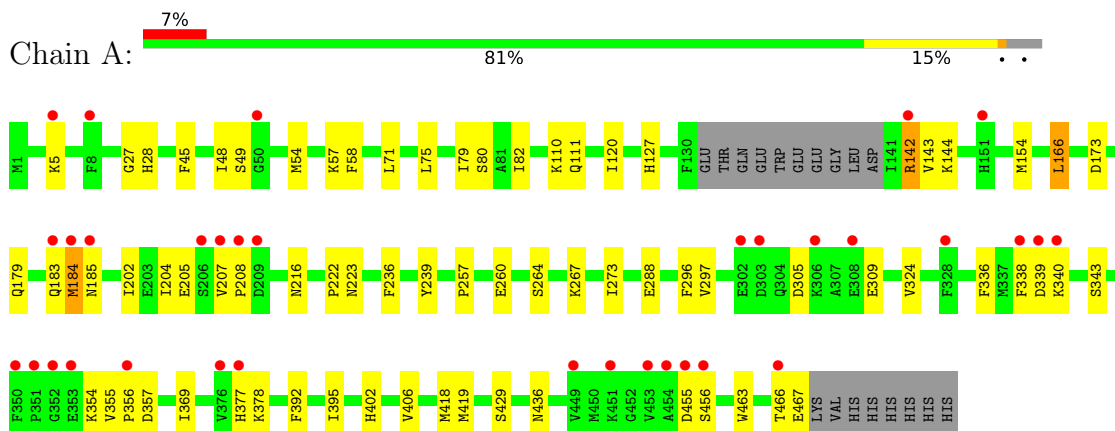 7%
Chain A:
81% 15% • •
M1 K5 F8 G27 H28 F45 I48 S49 G50 M54 K57 F58 L71 L75 I79 S80 A81 I82 K110 Q111 I120 H127 F130 GLU THR GLN GLU TRP GLU GLU GLY LEU ASP I141 R142 V143 K144 H151 M154 L166 D173
Q179 Q183 M184 N185 I202 E203 I204 E205 S206 V207 P208 D209 N216 P222 N223 F236 Y239 P257 E260 S264 K267 I273 E288 F296 V297 E302 D303 Q304 D305 K306 A307 E308 E309 V324 F328 F336 M337 F338 D339 K340 S343
F350 P351 G352 E353 K354 V355 P356 D357 I369 V376 H377 K378 F392 I395 H402 V406 M418 M419 S429 N436 V449 M450 K451 G452 V453 A454 D455 S456 W463 T466 E467 LYS VAL HIS HIS HIS HIS HIS HIS